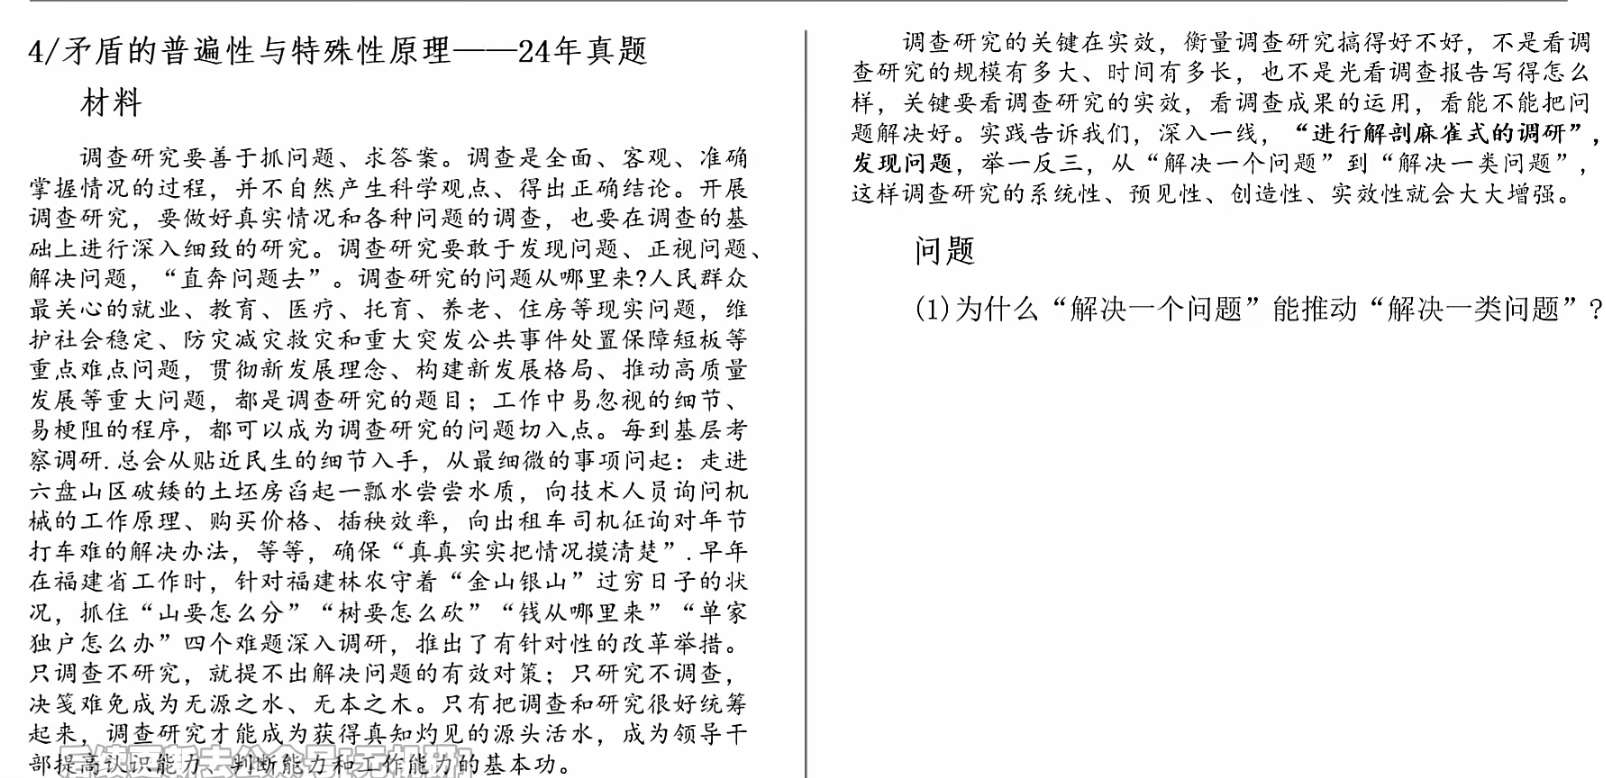 4/矛盾的普遍性与特殊性原理——24年真题
材料
调查研究要善于抓问题、求答案。调查是全面、客观、准确
掌握情况的过程，并不自然产生科学观点、得出正确结论。开展
调查研究，要做好真实情况和各种问题的调查，也要在调查的基
础上进行深入细致的研究。调查研究要敢于发现问题、正视问题、
解决问题，“直奔问题去”。调查研究的问题从哪里来?人民群众
最关心的就业、教育、医疗、托育、养老、住房等现实问题，维
护社会稳定、防灾减灾救灾和重大突发公共事件处置保障短板等
重点难点问题，贯彻新发展理念、构建新发展格局、推动高质量
发展等重大问题，都是调查研究的题目；工作中易忽视的细节、
易梗阻的程序，都可以成为调查研究的问题切入点。每到基层考
察调研.总会从贴近民生的细节入手，从最细微的事项问起：走进
六盘山区破矮的土坯房舀起一瓢水尝尝水质，向技术人员询问机
械的工作原理、购买价格、插秧效率，向出租车司机征询对年节
打车难的解决办法，等等，确保“真真实实把情况摸清楚”.早年
在福建省工作时，针对福建林农守着“金山银山”过穷日子的状
况，抓住“山要怎么分”“树要怎么砍”“钱从哪里来”“单家
独户怎么办”四个难题深入调研，推出了有针对性的改革举措。
只调查不研究，就提不出解决问题的有效对策；只研究不调查，
决笺难免成为无源之水、无本之木。只有把调查和研究很好统筹
起来，调查研究才能成为获得真知灼见的源头活水，成为领导干
部提高认识能力、判断能力和工作能力的基本功。
调查研究的关键在实效，衡量调查研究搞得好不好，不是看调
查研究的规模有多大、时间有多长，也不是光看调查报告写得怎么
样，关键要看调查研究的实效，看调查成果的运用，看能不能把问
题解决好。实践告诉我们，深入一线，“进行解剖麻雀式的调研”，
发现问题，举一反三，从“解决一个问题”到“解决一类问题”，
这样调查研究的系统性、预见性、创造性、实效性就会大大增强。
问题
(1)为什么“解决一个问题”能推动“解决一类问题”?